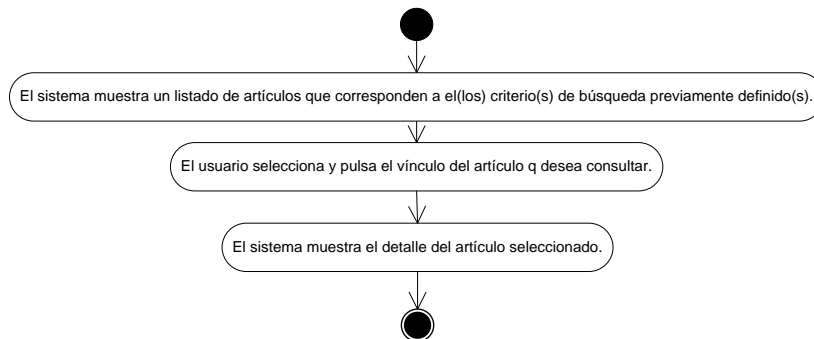 El sistema muestra un listado de artículos que corresponden a el(los) criterio(s) de búsqueda previamente definido(s).
El usuario selecciona y pulsa el vínculo del artículo q desea consultar.
El sistema muestra el detalle del artículo seleccionado.